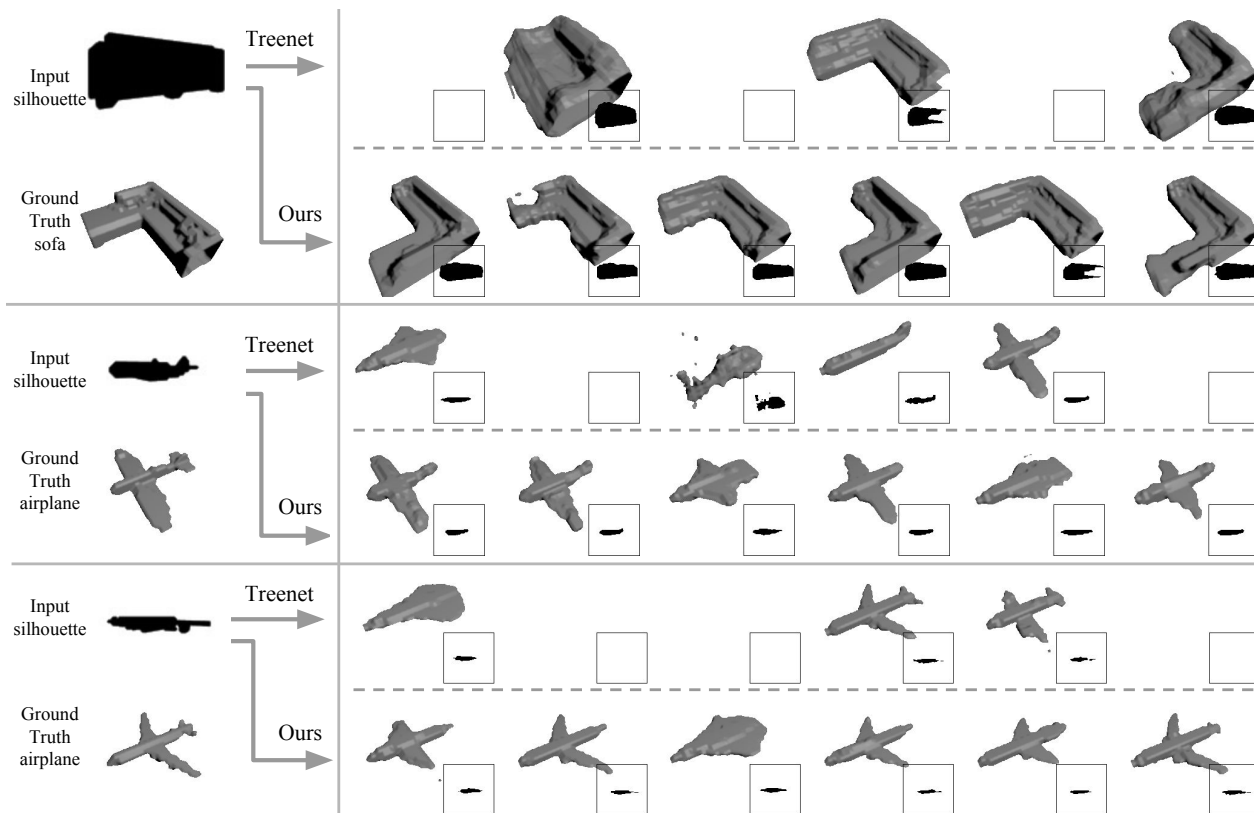 Treenet
Input
silhouette
Ground
Truth
sofa
Ours
Treenet
Input
silhouette
Ground
Truth
airplane
Ours
Treenet
Input
silhouette
Ground
Truth
airplane
Ours